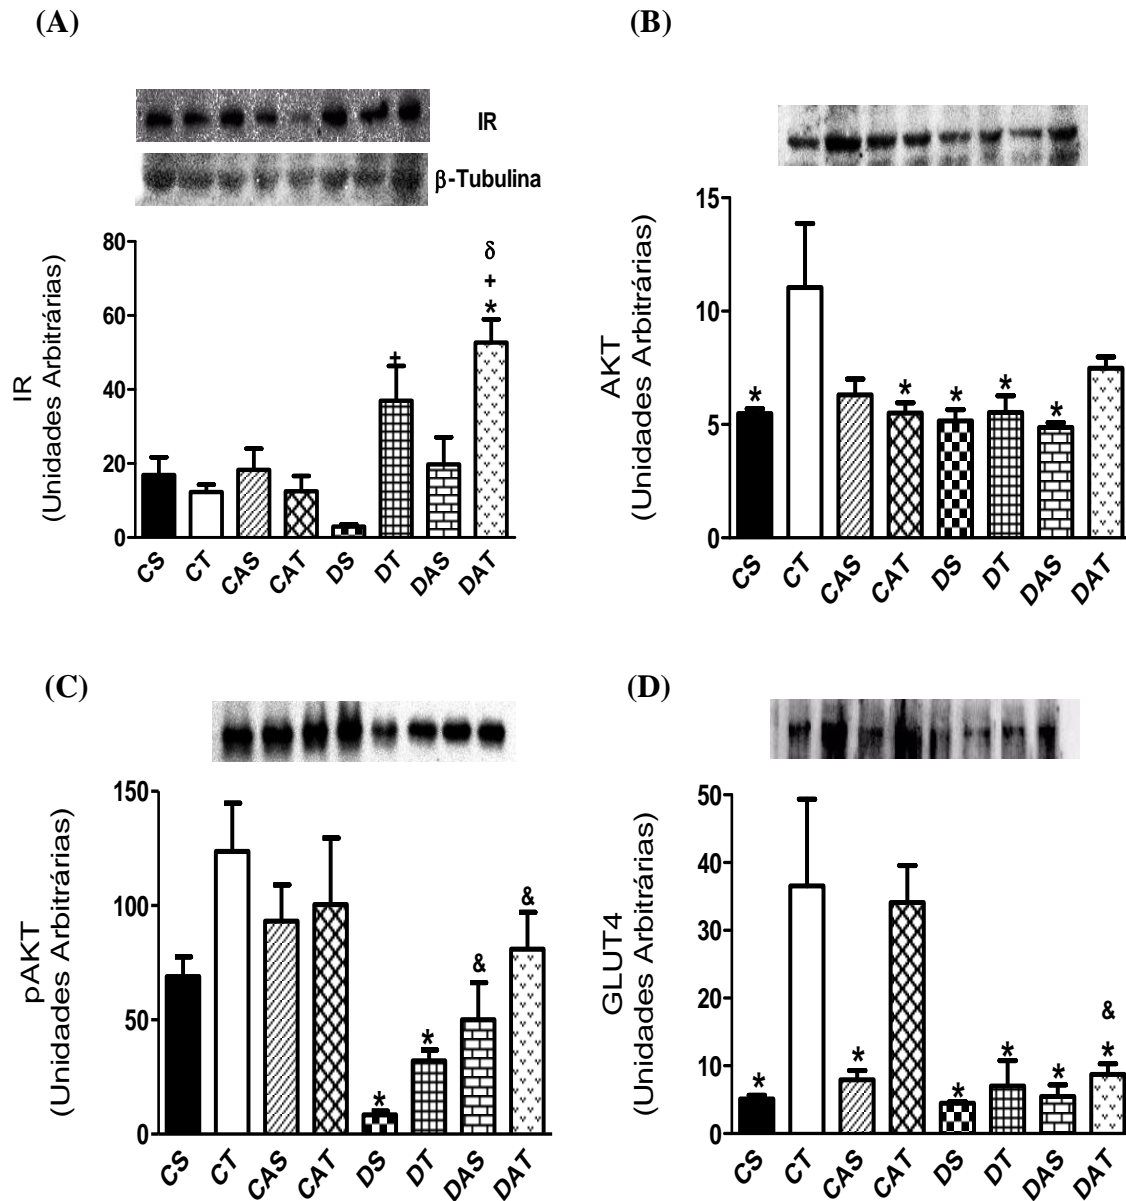 (A)
IR
β-Tubulina
80
60
40
20
0
IR
(Unidades Arbitrárias)
δ
+
*
+
CS CT CAS CAT DS DT DAS DAT
(B)
15
10
5
0
AKT
(Unidades Arbitrárias)
* * * * *
CS CT CAS CAT DS DT DAS DAT
(C)
150
100
50
0
pAKT
(Unidades Arbitrárias)
* * & &
CS CT CAS CAT DS DT DAS DAT
(D)
50
40
30
20
10
0
GLUT4
(Unidades Arbitrárias)
&
* * * * * *
CS CT CAS CAT DS DT DAS DAT